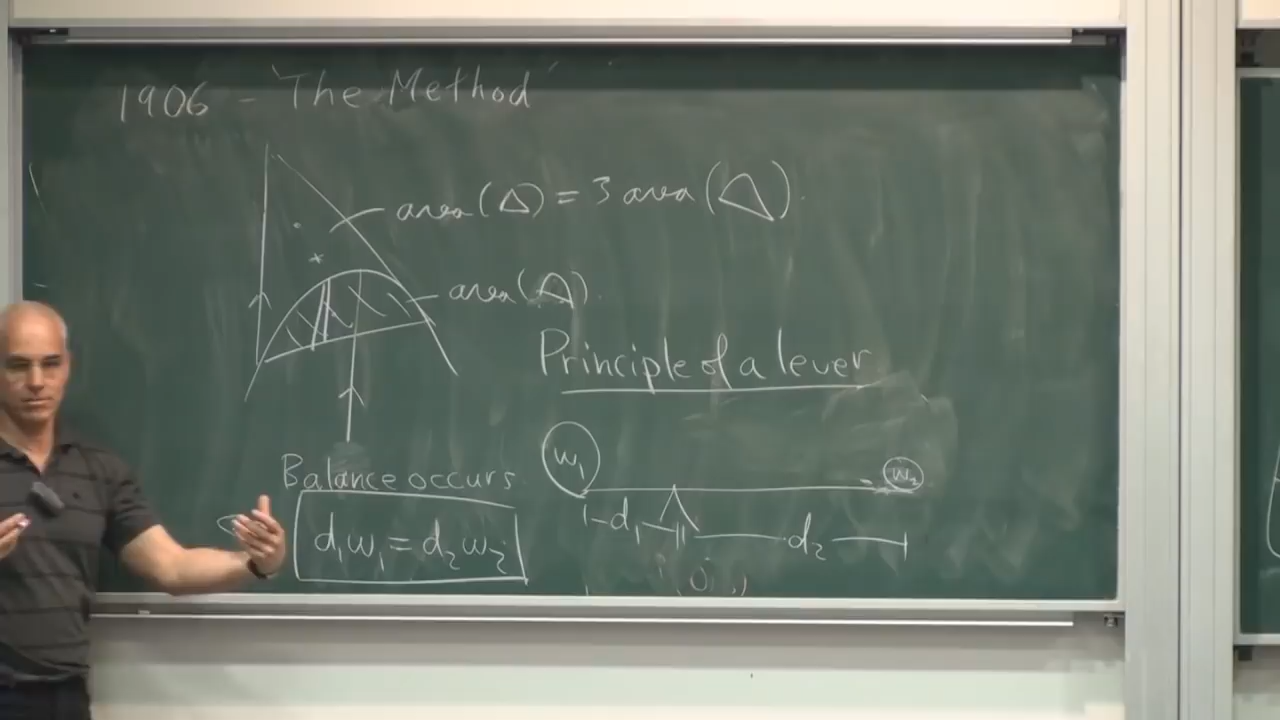 1906 - 'The Method'
area(△) = 3 area(△).
area(⌓).
Principle of a lever
w₁
w₂
d₁
d₂
Balance occurs
d₁w₁ = d₂w₂